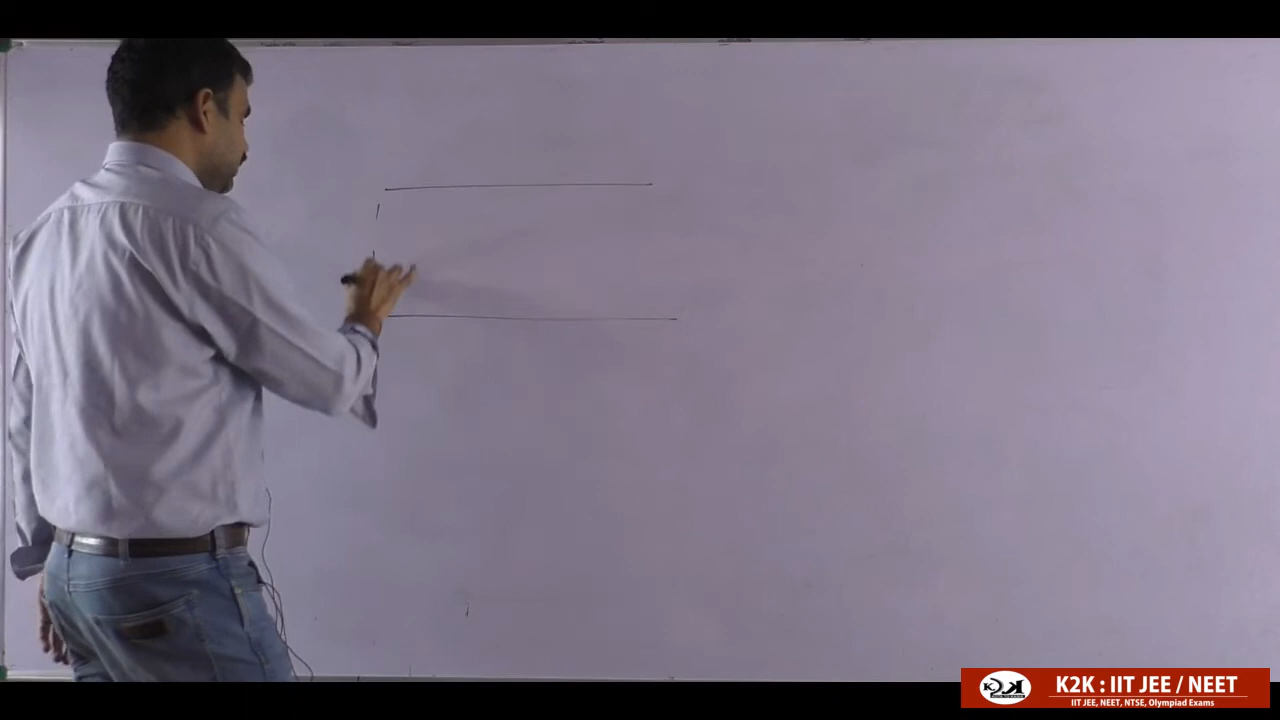 K2K : IIT JEE / NEET
IIT JEE, NEET, NTSE, Olympiad Exams